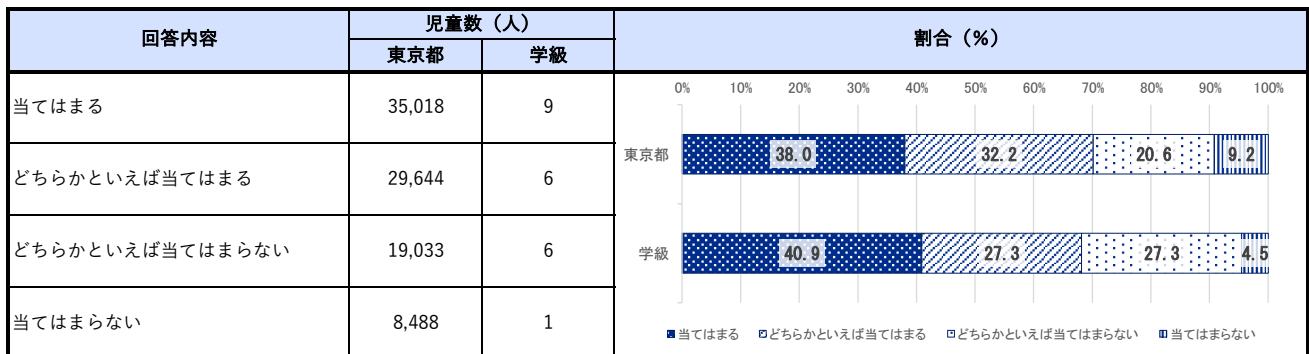 回答内容
児童数（人）
割合（%）
東京都
学級
当てはまる
35,018
9
どちらかといえば当てはまる
29,644
6
どちらかといえば当てはまらない
19,033
6
当てはまらない
8,488
1
0%
10%
20%
30%
40%
50%
60%
70%
80%
90%
100%
東京都
38.0
32.2
20.6
9.2
学級
40.9
27.3
27.3
4.5
当てはまる
どちらかといえば当てはまる
どちらかといえば当てはまらない
当てはまらない